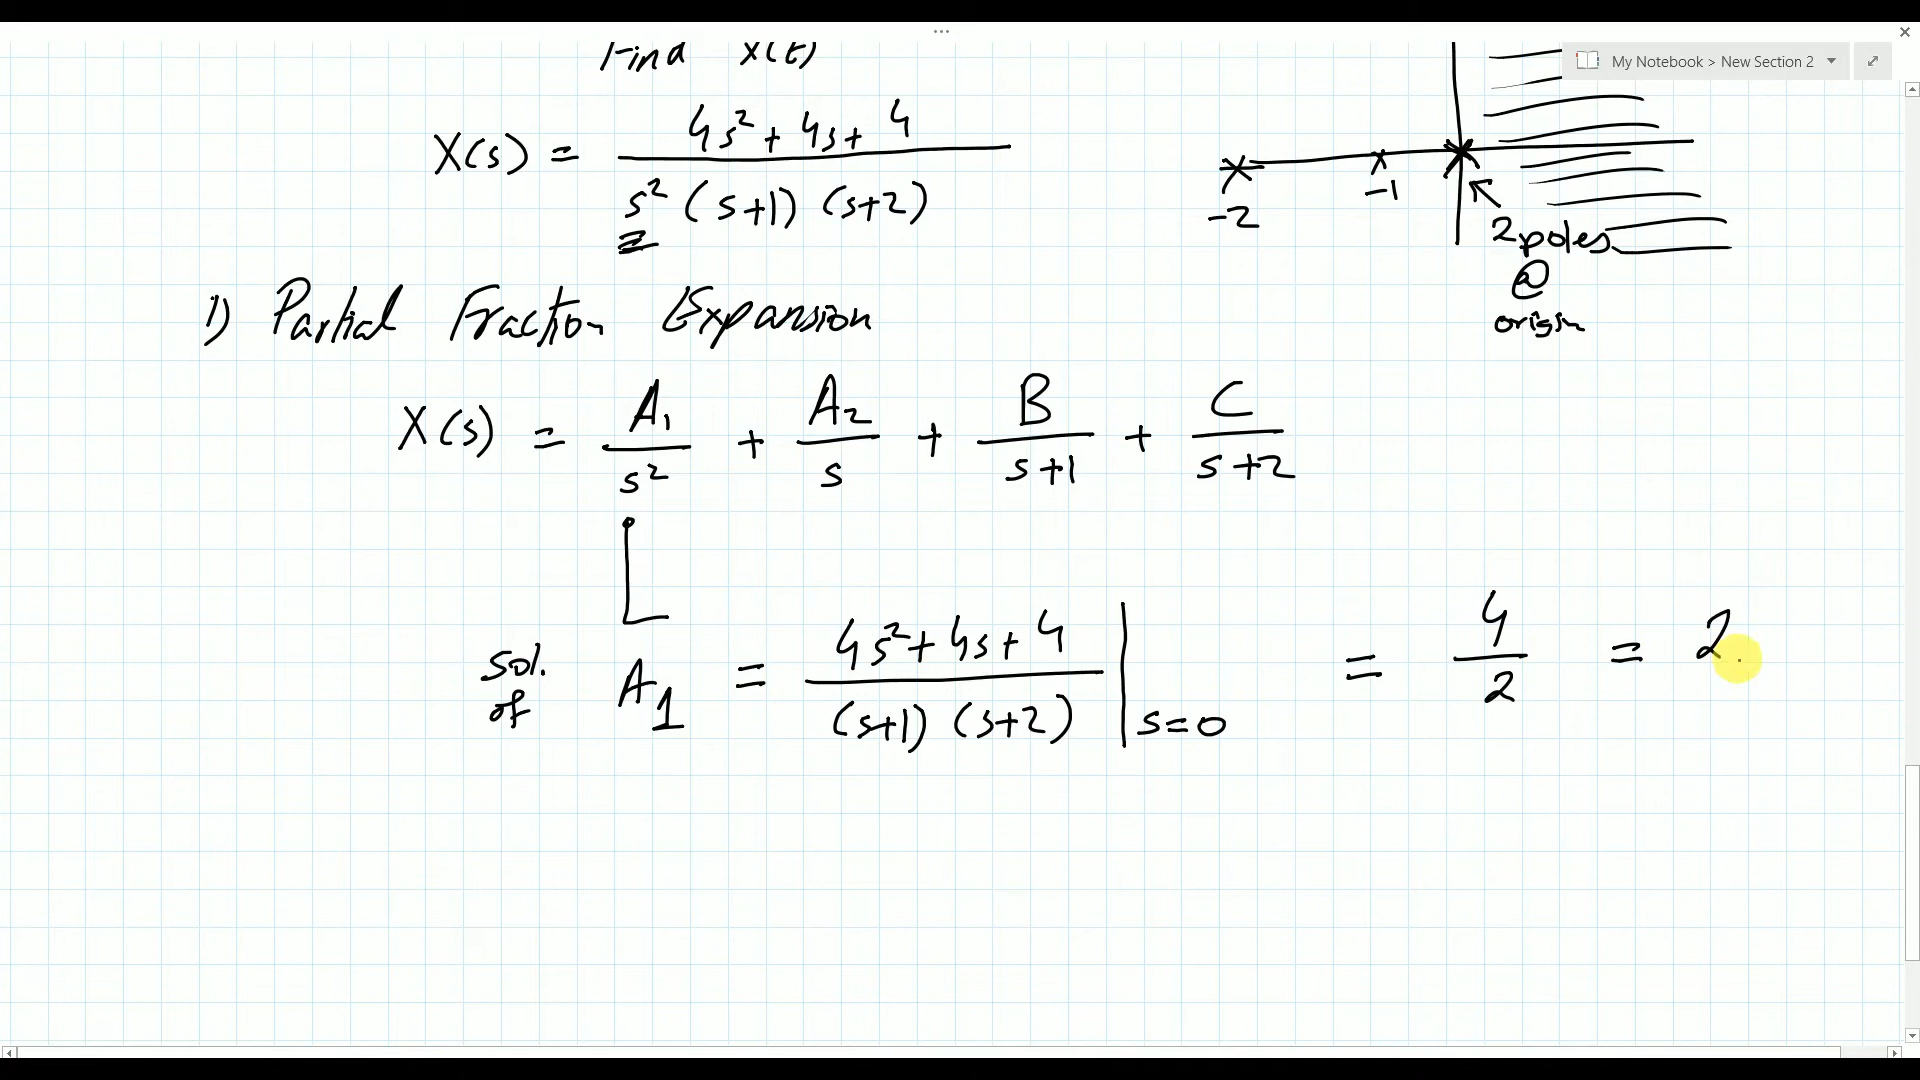 My Notebook > New Section 2
Find x(t)
X(s) = 4s² + 4s + 4 / s² (s+1) (s+2)
-2
-1
2 poles
@
origin
1) Partial Fraction Expansion
X(s) = A₁/s² + A₂/s + B/s+1 + C/s+2
sol. of A₁ = 4s² + 4s + 4 / (s+1) (s+2) | s=0 = 4/2 = 2